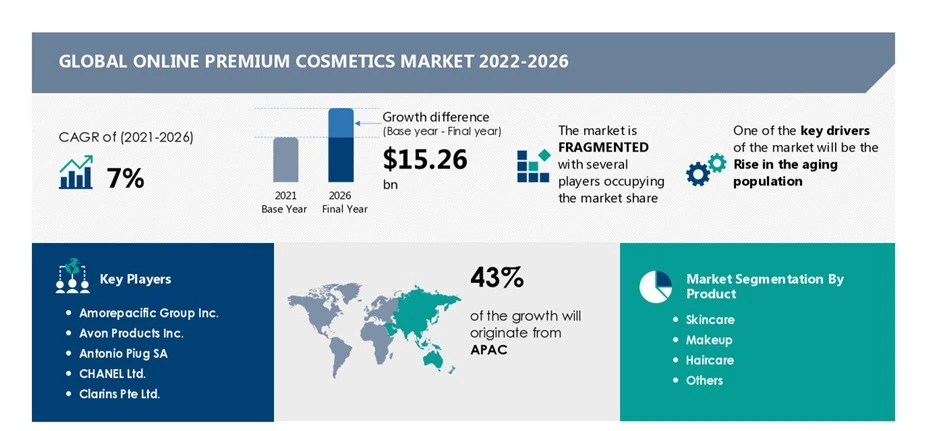 GLOBAL ONLINE PREMIUM COSMETICS MARKET 2022-2026
CAGR of (2021-2026)
7%
2021
Base Year
2026
Final Year
Growth difference
(Base year - Final year)
$15.26
bn
The market is
FRAGMENTED
with several
players occupying
the market share
One of the key drivers
of the market will be the
Rise in the aging
population
Key Players
• Amorepacific Group Inc.
• Avon Products Inc.
• Antonio Piug SA
• CHANEL Ltd.
• Clarins Pte Ltd.
43%
of the growth will
originate from
APAC
Market Segmentation By
Product
• Skincare
• Makeup
• Haircare
• Others